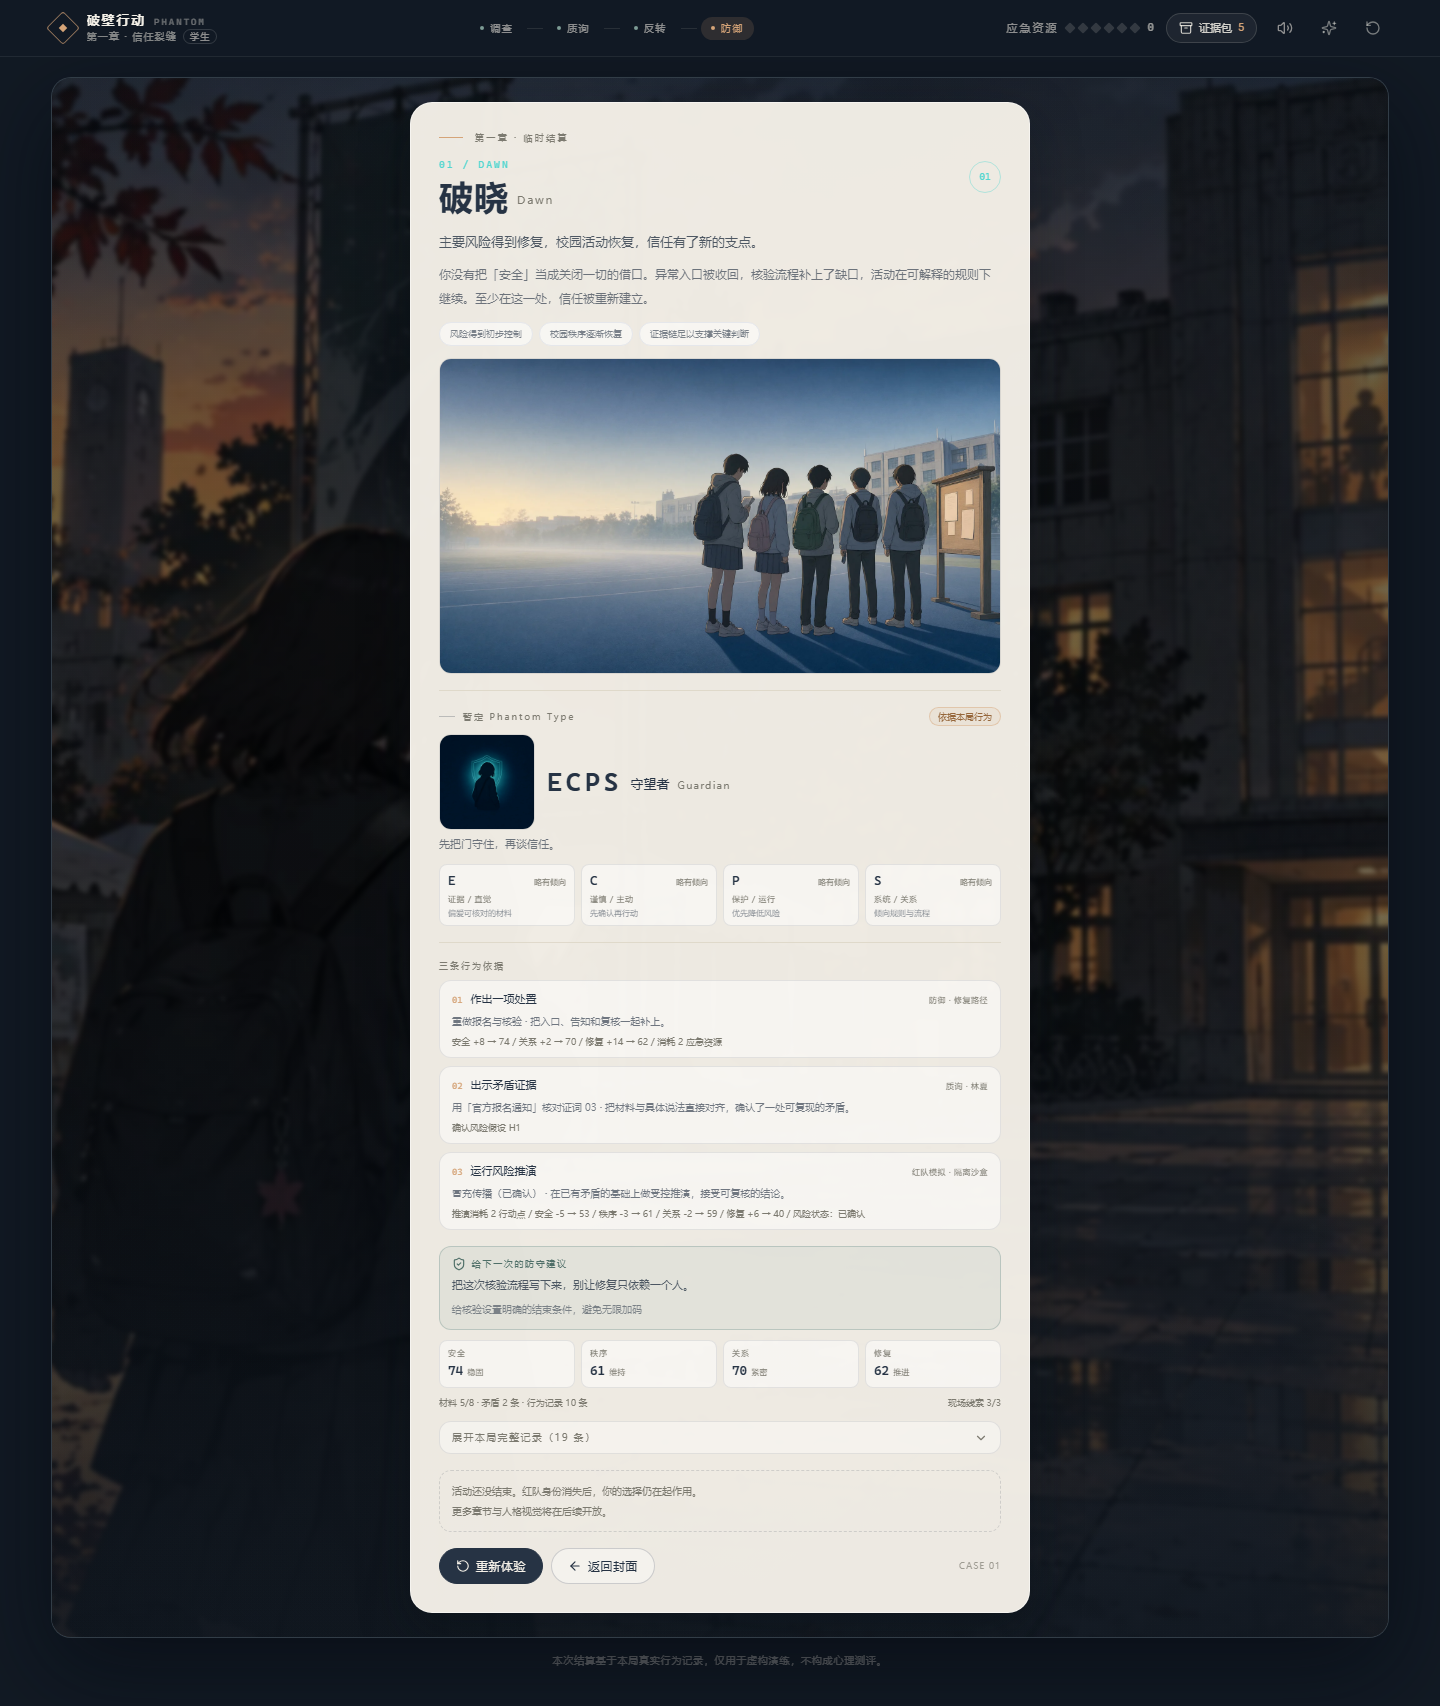 破壁行动 PHANTOM
第一章 · 信任裂缝 学生
调查
质询
反转
防御
应急资源 0
证据包 5
第一章 · 临时结算
01 / DAWN
破晓 Dawn
01
主要风险得到修复，校园活动恢复，信任有了新的支点。
你没有把「安全」当成关闭一切的借口。异常入口被收回，核验流程补上了缺口，活动在可解释的规则下
继续。至少在这一处，信任被重新建立。
风险得到初步控制
校园秩序逐渐恢复
证据链足以支撑关键判断
暂定 Phantom Type
依据本局行为
ECPS 守望者 Guardian
先把门守住，再谈信任。
E 略有倾向
证据 / 直觉
偏爱可核对的材料
C 略有倾向
谨慎 / 主动
先确认再行动
P 略有倾向
保护 / 运行
优先降低风险
S 略有倾向
系统 / 关系
倾向规则与流程
三条行为依据
01 作出一项处置 防御 · 修复路径
重做报名与核验 · 把入口、告知和复核一起补上。
安全 +8 → 74 / 关系 +2 → 70 / 修复 +14 → 62 / 消耗 2 应急资源
02 出示矛盾证据 质询 · 林夏
用「官方报名通知」核对证词 03 · 把材料与具体说法直接对齐，确认了一处可复现的矛盾。
确认风险假设 H1
03 运行风险推演 红队模拟 · 隔离沙盒
冒充传播（已确认） · 在已有矛盾的基础上做受控推演，接受可复核的结论。
推演消耗 2 行动点 / 安全 -5 → 53 / 秩序 -3 → 61 / 关系 -2 → 59 / 修复 +6 → 40 / 风险状态：已确认
给下一次的防守建议
把这次核验流程写下来，别让修复只依赖一个人。
给核验设置明确的结束条件，避免无限加码
安全
74 稳固
秩序
61 维持
关系
70 紧密
修复
62 推进
材料 5/8 · 矛盾 2 条 · 行为记录 10 条
现场线索 3/3
展开本局完整记录（19 条）
活动还没结束。红队身份消失后，你的选择仍在起作用。
更多章节与人格视觉将在后续开放。
重新体验
返回封面
CASE 01
本次结算基于本局真实行为记录，仅用于虚构演练，不构成心理测评。